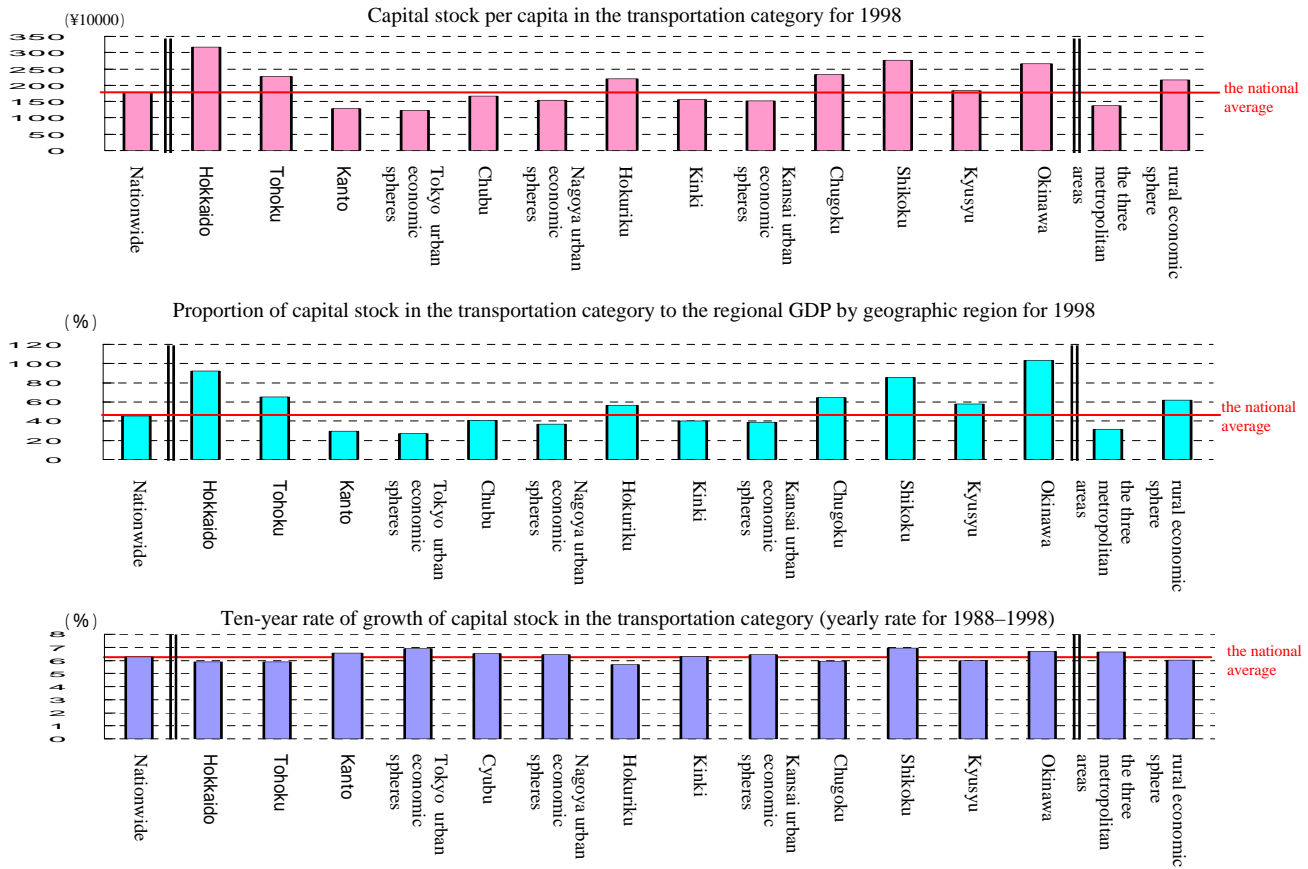 Capital stock per capita in the transportation category for 1998
(¥10000)
350
300
250
200
150
100
50
0
the national
average
Nationwide
Hokkaido
Tohoku
Kanto
Tokyo urban
economic
spheres
Chubu
Nagoya urban
economic
spheres
Hokuriku
Kinki
Kansai urban
economic
spheres
Chugoku
Shikoku
Kyusyu
Okinawa
the three
metropolitan
areas
rural economic
sphere
Proportion of capital stock in the transportation category to the regional GDP by geographic region for 1998
(%)
120
100
80
60
40
20
0
the national
average
Nationwide
Hokkaido
Tohoku
Kanto
Tokyo urban
economic
spheres
Chubu
Nagoya urban
economic
spheres
Hokuriku
Kinki
Kansai urban
economic
spheres
Chugoku
Shikoku
Kyusyu
Okinawa
the three
metropolitan
areas
rural economic
sphere
Ten-year rate of growth of capital stock in the transportation category (yearly rate for 1988–1998)
(%)
8
7
6
5
4
3
2
1
0
the national
average
Nationwide
Hokkaido
Tohoku
Kanto
Tokyo urban
economic
spheres
Cyubu
Nagoya urban
economic
spheres
Hokuriku
Kinki
Kansai urban
economic
spheres
Chugoku
Shikoku
Kyusyu
Okinawa
the three
metropolitan
areas
rural economic
sphere